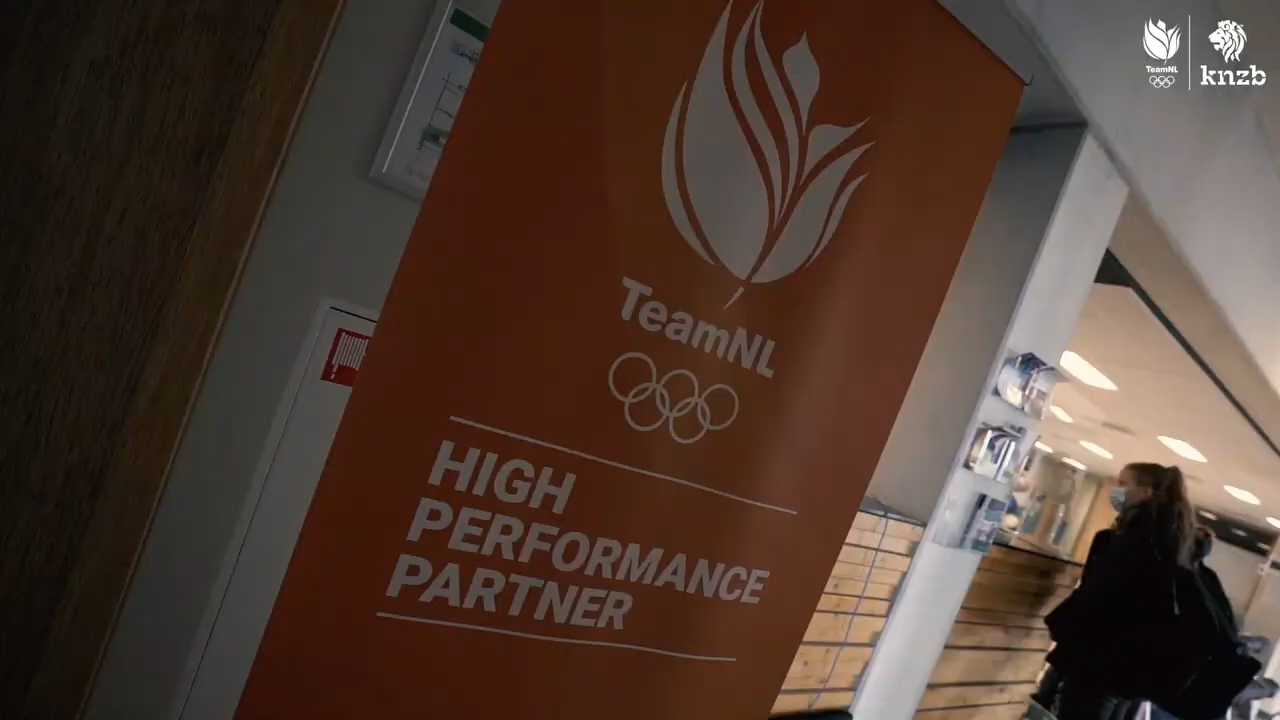 TeamNL
knzb
TeamNL
HIGH
PERFORMANCE
PARTNER